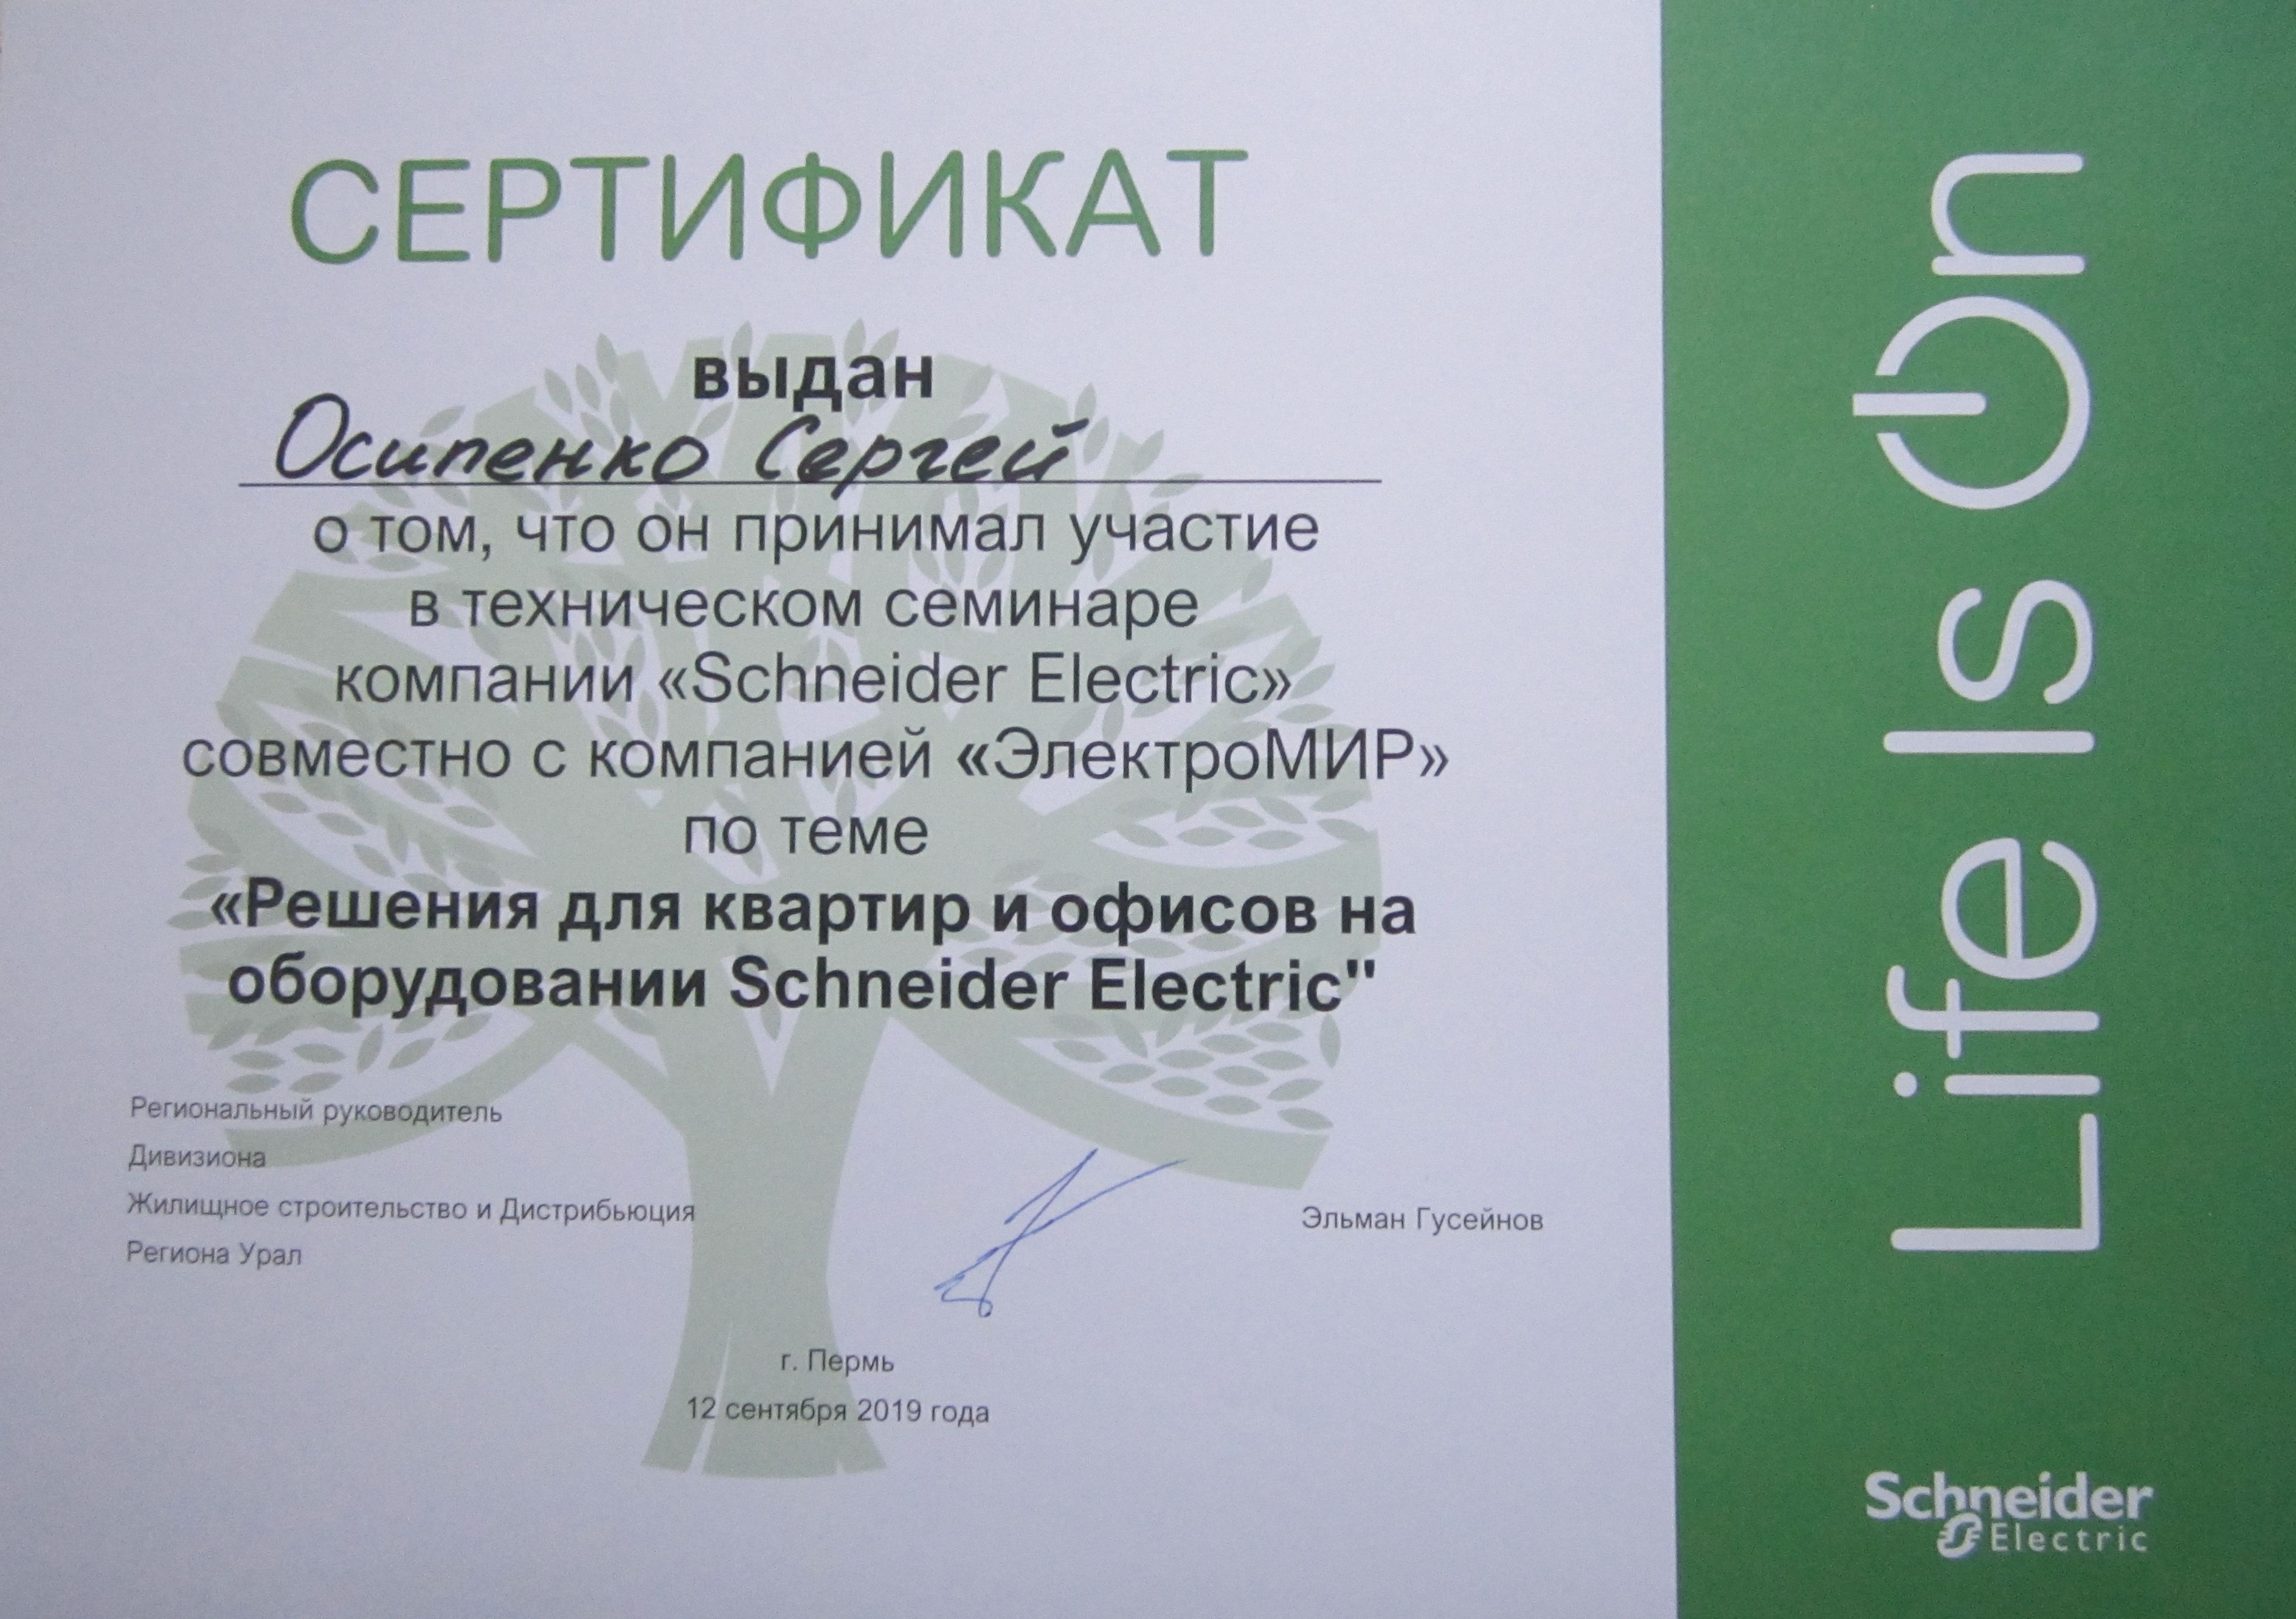 СЕРТИФИКАТ
выдан
Осипенко Сергей
о том, что он принимал участие
в техническом семинаре
компании «Schneider Electric»
совместно с компанией «ЭлектроМИР»
по теме
«Решения для квартир и офисов на
оборудовании Schneider Electric"
Региональный руководитель
Дивизиона
Жилищное строительство и Дистрибьюция
Региона Урал
Эльман Гусейнов
г. Пермь
12 сентября 2019 года
Life Is On
Schneider
Electric